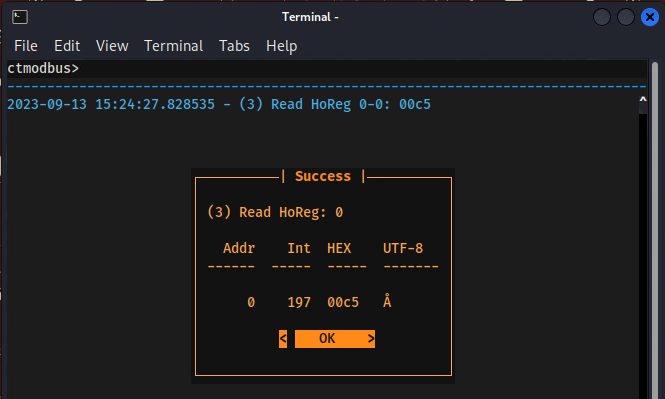 Terminal -
File Edit View Terminal Tabs Help
ctmodbus>
2023-09-13 15:24:27.828535 - (3) Read HoReg 0-0: 00c5
| Success |
(3) Read HoReg: 0
Addr Int HEX UTF-8
------ ----- ----- -------
0 197 00c5 Å
< OK >